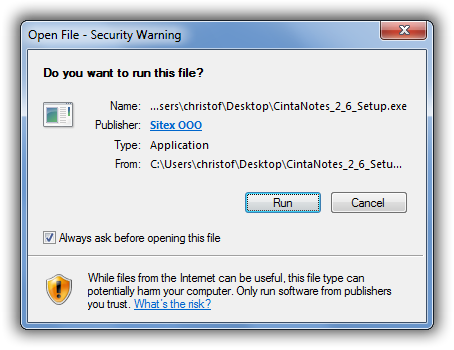 Open File - Security Warning
Do you want to run this file?
Name: ...sers\christof\Desktop\CintaNotes_2_6_Setup.exe
Publisher: Sitex OOO
Type: Application
From: C:\Users\christof\Desktop\CintaNotes_2_6_Setu...
Run Cancel
Always ask before opening this file
While files from the Internet can be useful, this file type can
potentially harm your computer. Only run software from publishers
you trust. What's the risk?